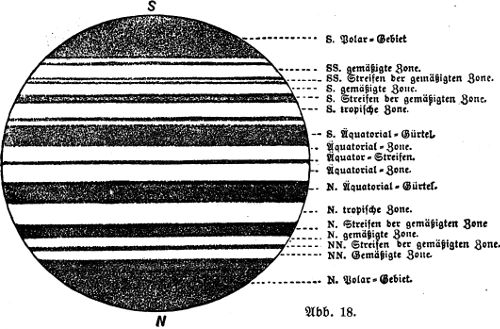 S
S. Polar-Gebiet
SS. gemäßigte Zone.
SS. Streifen der gemäßigten Zone.
S. gemäßigte Zone.
S. Streifen der gemäßigten Zone.
S. tropische Zone.
S. Äquatorial-Gürtel.
Äquatorial-Zone.
Äquator-Streifen.
Äquatorial-Zone.
N. Äquatorial-Gürtel.
N. tropische Zone.
N. Streifen der gemäßigten Zone
N. gemäßigte Zone.
NN. Streifen der gemäßigten Zone.
NN. Gemäßigte Zone.
N. Polar-Gebiet.
N
Abb. 18.